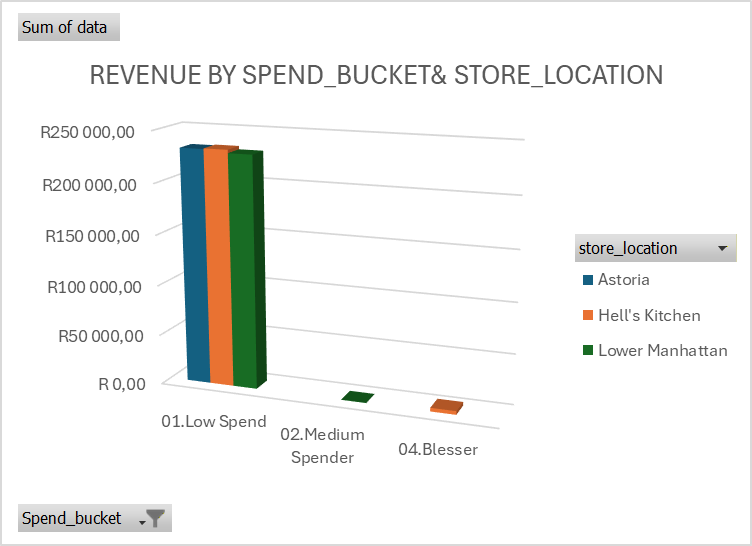 Sum of data
REVENUE BY SPEND_BUCKET& STORE_LOCATION
R250 000,00
R200 000,00
R150 000,00
R100 000,00
R50 000,00
R 0,00
01.Low Spend
02.Medium
Spender
04.Blesser
store_location
Astoria
Hell's Kitchen
Lower Manhattan
Spend_bucket